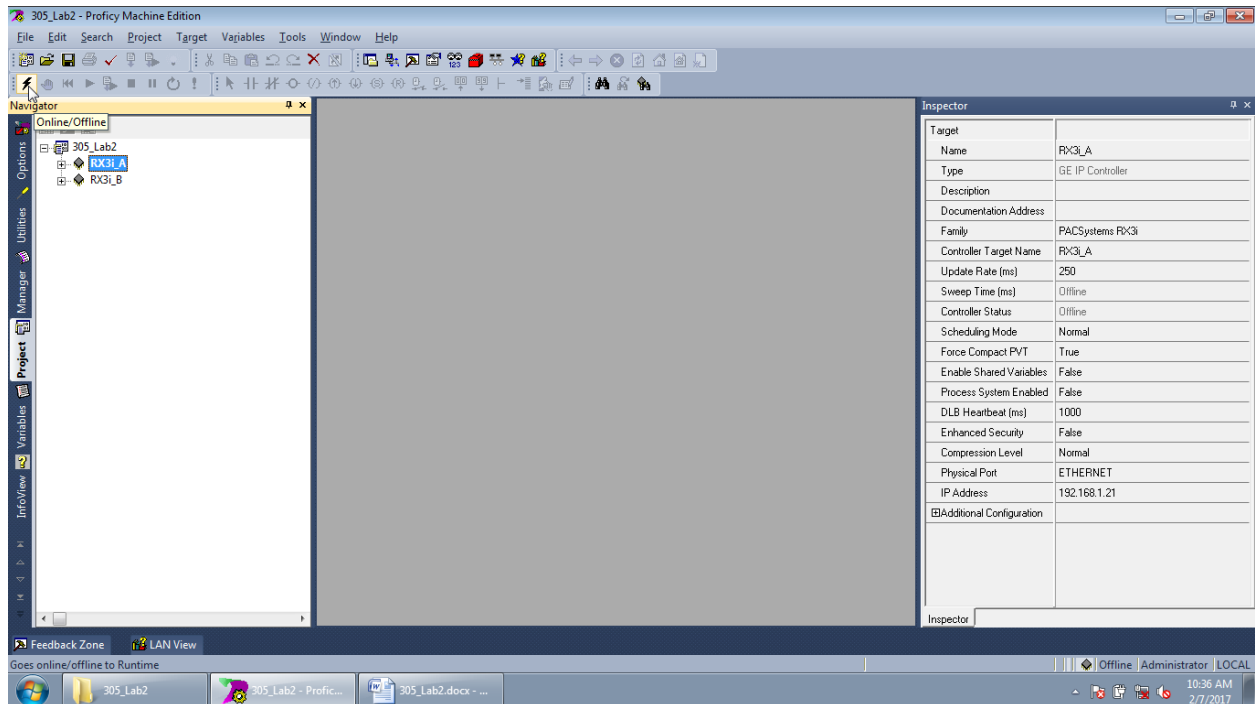 305_Lab2 - Proficy Machine Edition
File Edit Search Project Target Variables Tools Window Help
Navigator
Online/Offline
305_Lab2
RX3i_A
RX3i_B
Options
Utilities
Manager
Project
Variables
InfoView
Inspector
Target
Name RX3i_A
Type GE IP Controller
Description
Documentation Address
Family PACSystems RX3i
Controller Target Name RX3i_A
Update Rate (ms) 250
Sweep Time (ms) Offline
Controller Status Offline
Scheduling Mode Normal
Force Compact PVT True
Enable Shared Variables False
Process System Enabled False
DLB Heartbeat (ms) 1000
Enhanced Security False
Compression Level Normal
Physical Port ETHERNET
IP Address 192.168.1.21
Additional Configuration
Inspector
Feedback Zone LAN View
Goes online/offline to Runtime
Offline Administrator LOCAL
305_Lab2
305_Lab2 - Profic...
305_Lab2.docx - ...
10:36 AM
2/7/2017